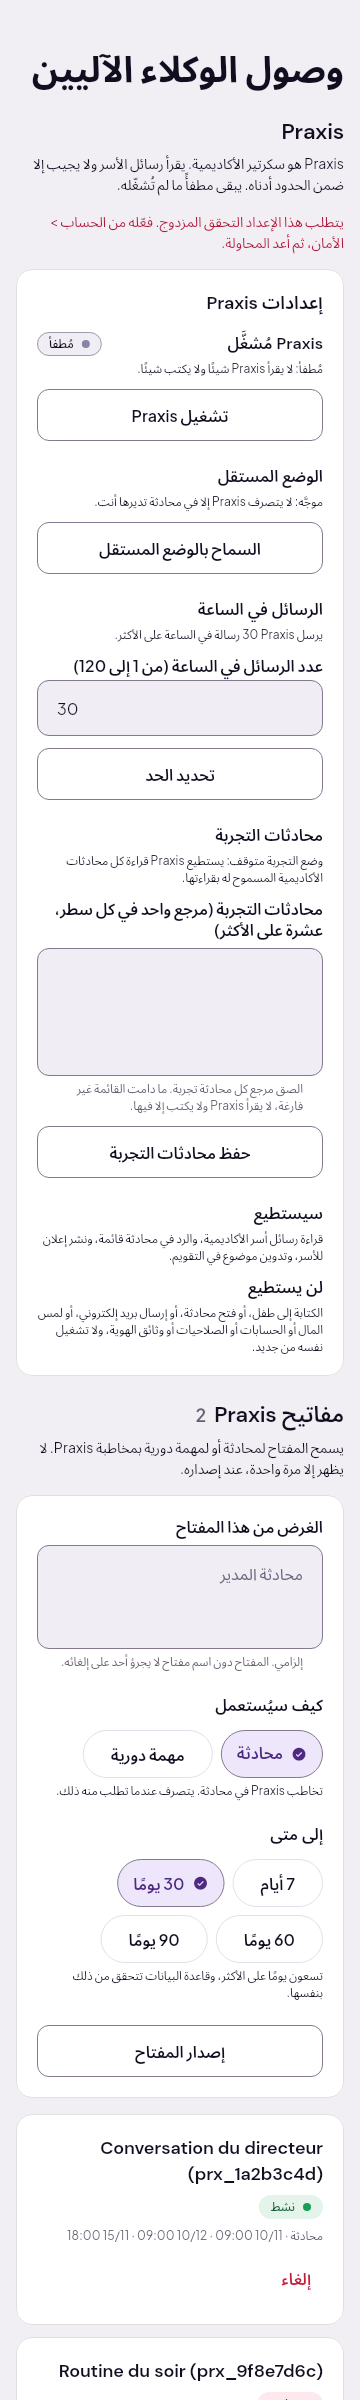 وصول الوكلاء الآليين
Praxis
Praxis هو سكرتير الأكاديمية. يقرأ رسائل الأسر ولا يجيب إلا
ضمن الحدود أدناه. يبقى مطفأً ما لم تُشغّله.
يتطلب هذا الإعداد التحقق المزدوج. فعّله من الحساب >
الأمان، ثم أعد المحاولة.
إعدادات Praxis
Praxis مُشغَّل
مُطفأ
مُطفأ: لا يقرأ Praxis شيئًا ولا يكتب شيئًا.
تشغيل Praxis
الوضع المستقل
موجَّه: لا يتصرف Praxis إلا في محادثة تديرها أنت.
السماح بالوضع المستقل
الرسائل في الساعة
يرسل Praxis 30 رسالة في الساعة على الأكثر.
عدد الرسائل في الساعة (من 1 إلى 120)
30
تحديد الحد
محادثات التجربة
وضع التجربة متوقف: يستطيع Praxis قراءة كل محادثات
الأكاديمية المسموح له بقراءتها.
محادثات التجربة (مرجع واحد في كل سطر،
عشرة على الأكثر)
الصق مرجع كل محادثة تجربة. ما دامت القائمة غير
فارغة، لا يقرأ Praxis ولا يكتب إلا فيها.
حفظ محادثات التجربة
سيستطيع
قراءة رسائل أسر الأكاديمية، والرد في محادثة قائمة، ونشر إعلان
للأسر، وتدوين موضوع في التقويم.
لن يستطيع
الكتابة إلى طفل، أو فتح محادثة، أو إرسال بريد إلكتروني، أو لمس
المال أو الحسابات أو الصلاحيات أو وثائق الهوية، ولا تشغيل
نفسه من جديد.
مفاتيح Praxis 2
يسمح المفتاح لمحادثة أو لمهمة دورية بمخاطبة Praxis. لا
يظهر إلا مرة واحدة، عند إصداره.
الغرض من هذا المفتاح
محادثة المدير
إلزامي. المفتاح دون اسم مفتاح لا يجرؤ أحد على إلغائه.
كيف سيُستعمل
محادثة
مهمة دورية
تخاطب Praxis في محادثة. يتصرف عندما تطلب منه ذلك.
إلى متى
7 أيام
30 يومًا
60 يومًا
90 يومًا
تسعون يومًا على الأكثر، وقاعدة البيانات تتحقق من ذلك
بنفسها.
إصدار المفتاح
Conversation du directeur
(prx_1a2b3c4d)
نشط
محادثة · 10/11 09:00 · 10/12 09:00 · 15/11 18:00
إلغاء
Routine du soir (prx_9f8e7d6c)